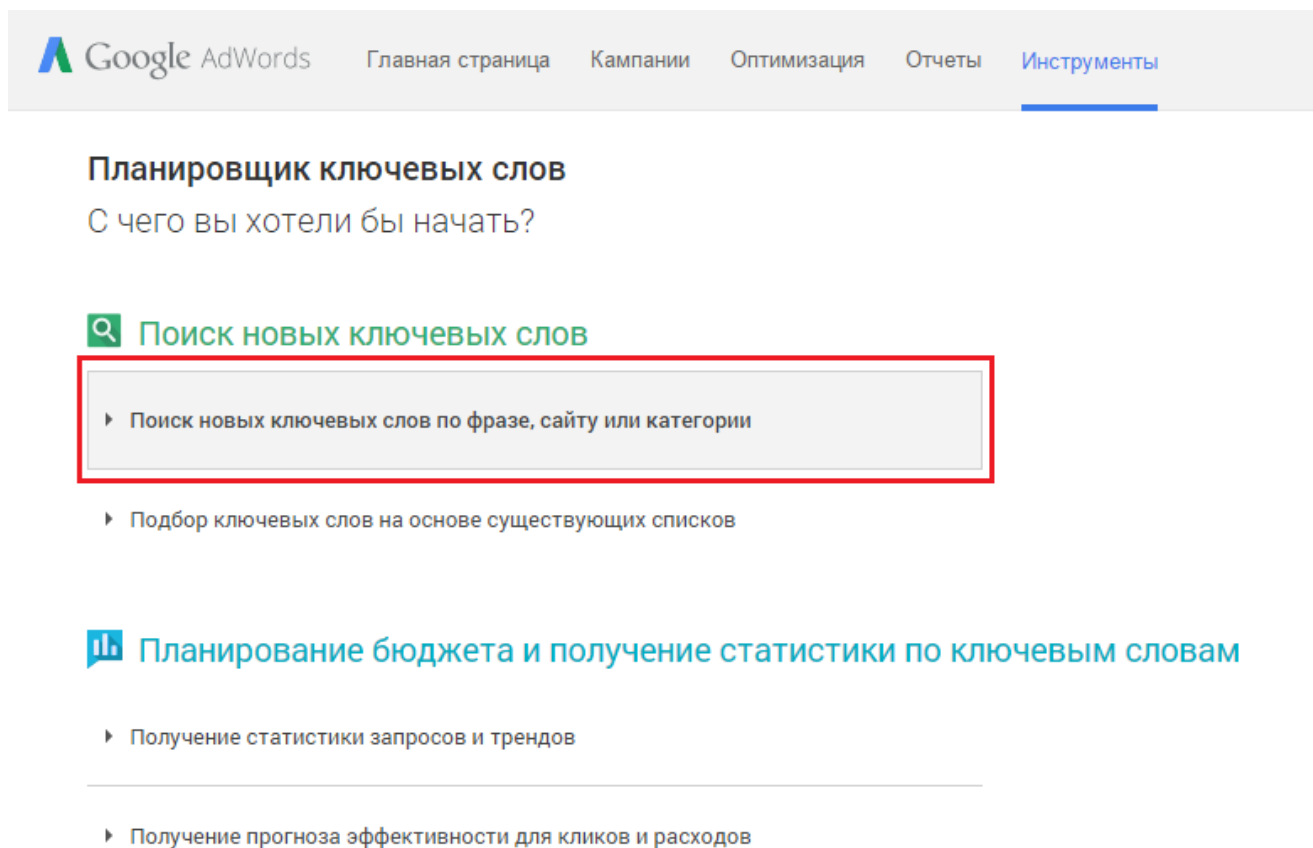 Google AdWords Главная страница Кампании Оптимизация Отчеты Инструменты
Планировщик ключевых слов
С чего вы хотели бы начать?
Поиск новых ключевых слов
Поиск новых ключевых слов по фразе, сайту или категории
Подбор ключевых слов на основе существующих списков
Планирование бюджета и получение статистики по ключевым словам
Получение статистики запросов и трендов
Получение прогноза эффективности для кликов и расходов